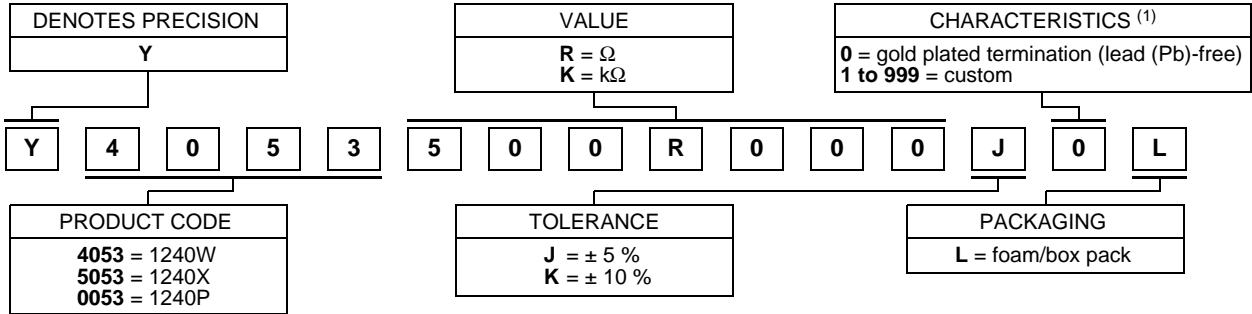 DENOTES PRECISION
Y
VALUE
R = Ω
K = kΩ
CHARACTERISTICS (1)
0 = gold plated termination (lead (Pb)-free)
1 to 999 = custom
Y 4 0 5 3 5 0 0 R 0 0 0 J 0 L
PRODUCT CODE
4053 = 1240W
5053 = 1240X
0053 = 1240P
TOLERANCE
J = ± 5 %
K = ± 10 %
PACKAGING
L = foam/box pack